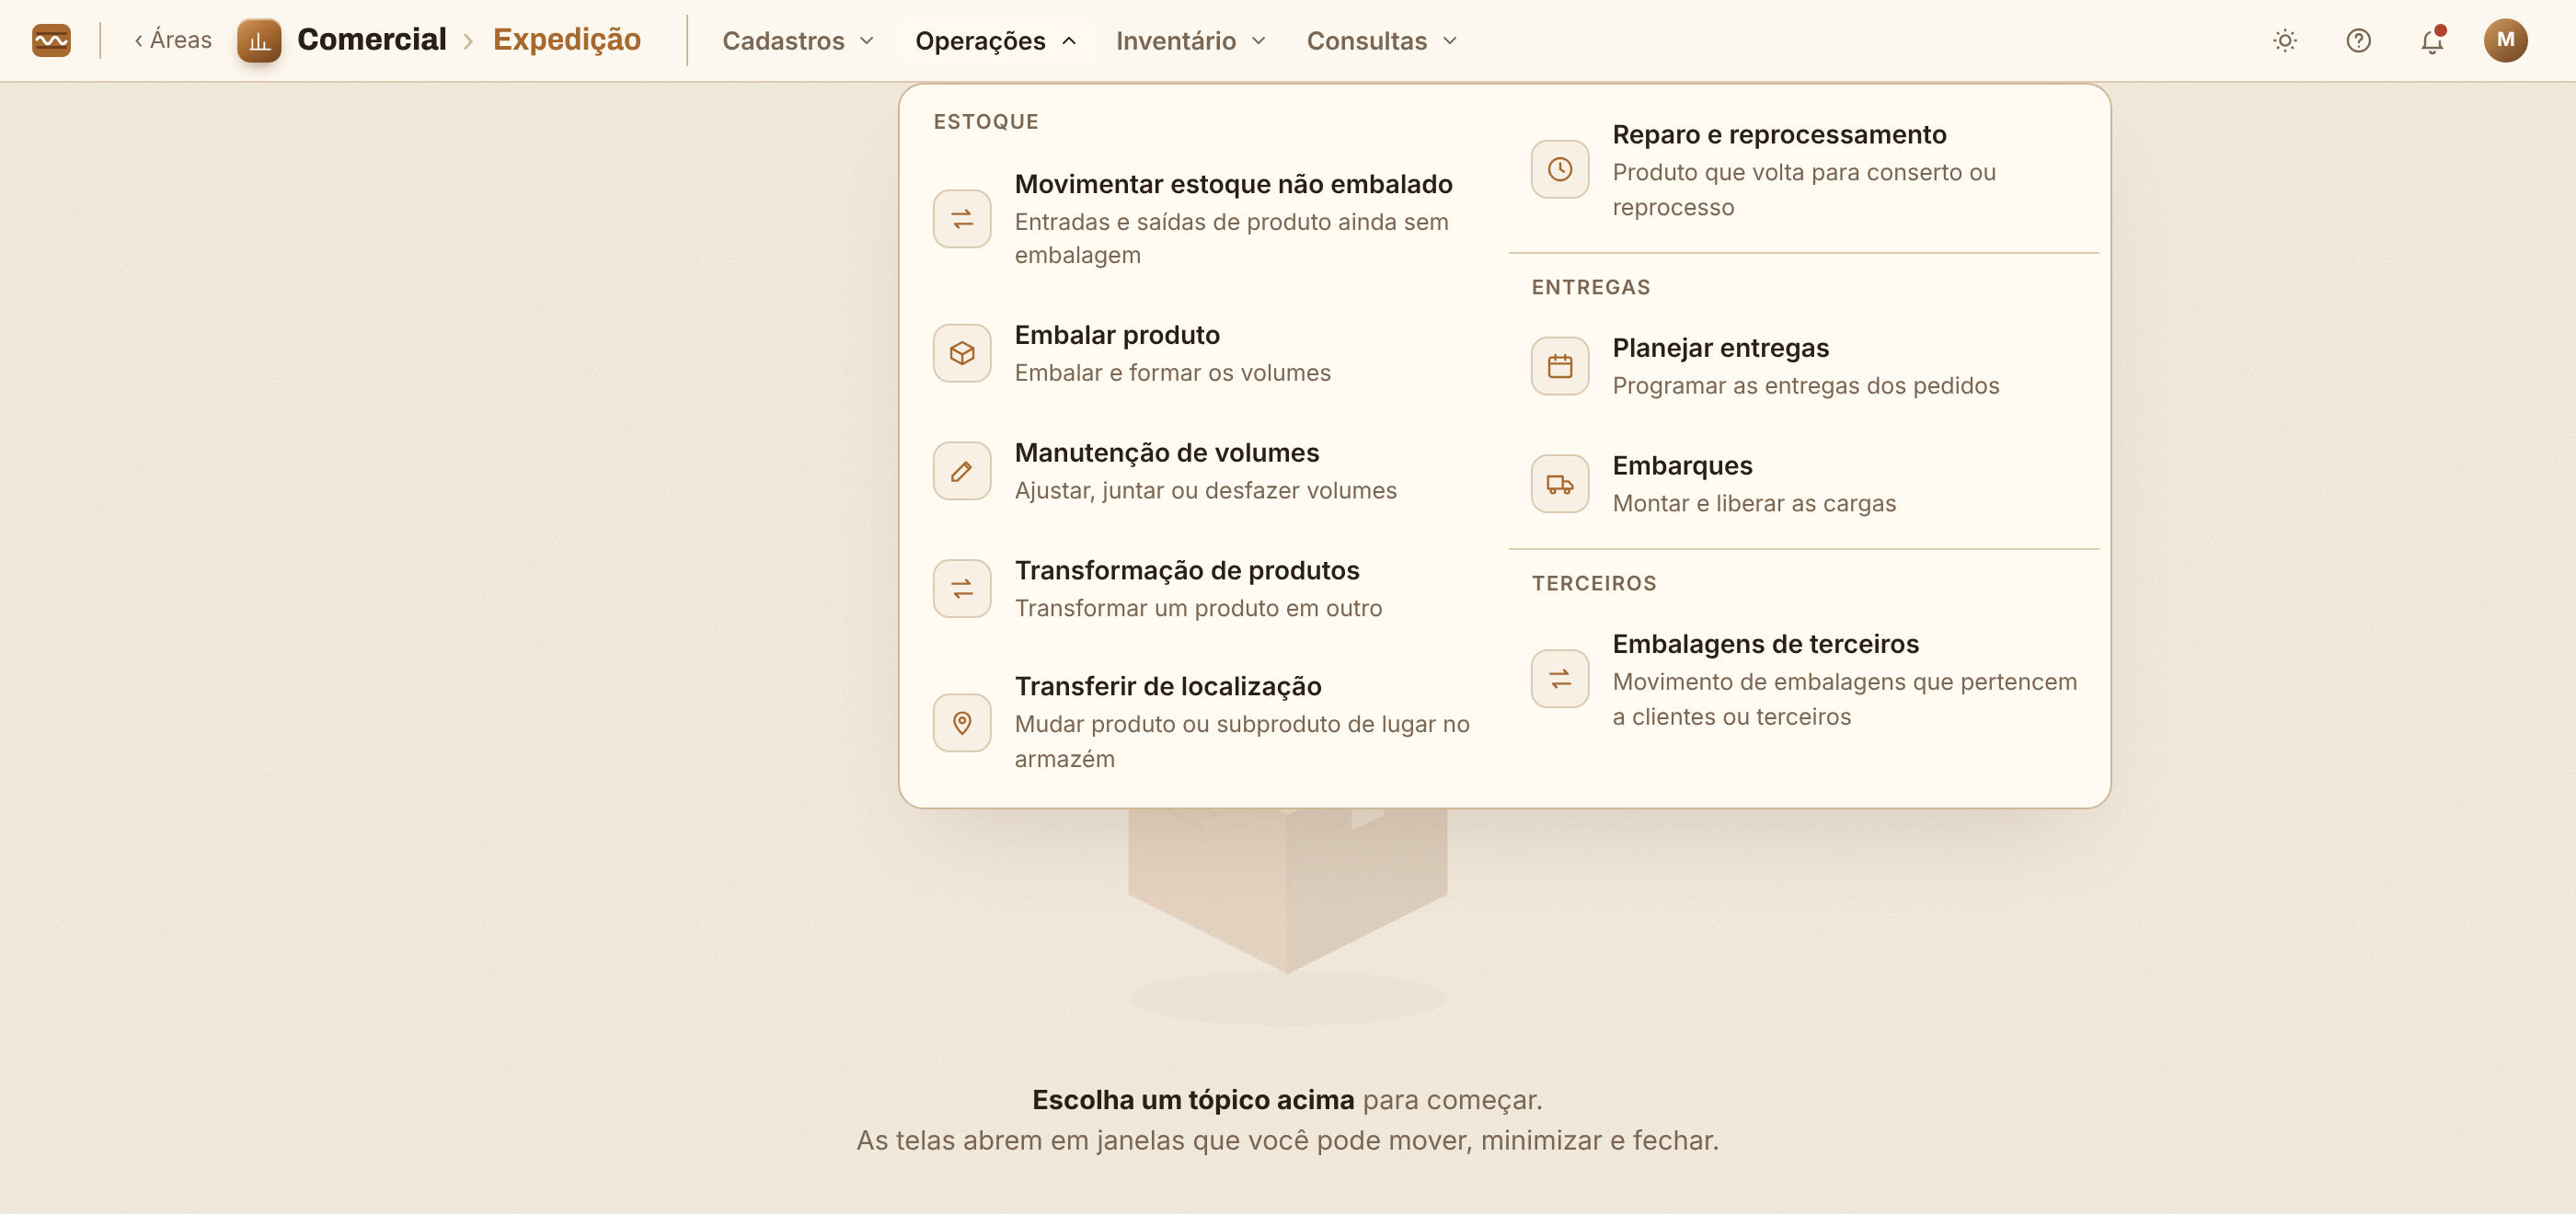 ‹ Áreas
Comercial › Expedição
Cadastros
Operações
Inventário
Consultas
M
ESTOQUE
Movimentar estoque não embalado
Entradas e saídas de produto ainda sem
embalagem
Embalar produto
Embalar e formar os volumes
Manutenção de volumes
Ajustar, juntar ou desfazer volumes
Transformação de produtos
Transformar um produto em outro
Transferir de localização
Mudar produto ou subproduto de lugar no
armazém
Reparo e reprocessamento
Produto que volta para conserto ou
reprocesso
ENTREGAS
Planejar entregas
Programar as entregas dos pedidos
Embarques
Montar e liberar as cargas
TERCEIROS
Embalagens de terceiros
Movimento de embalagens que pertencem
a clientes ou terceiros
Escolha um tópico acima para começar.
As telas abrem em janelas que você pode mover, minimizar e fechar.